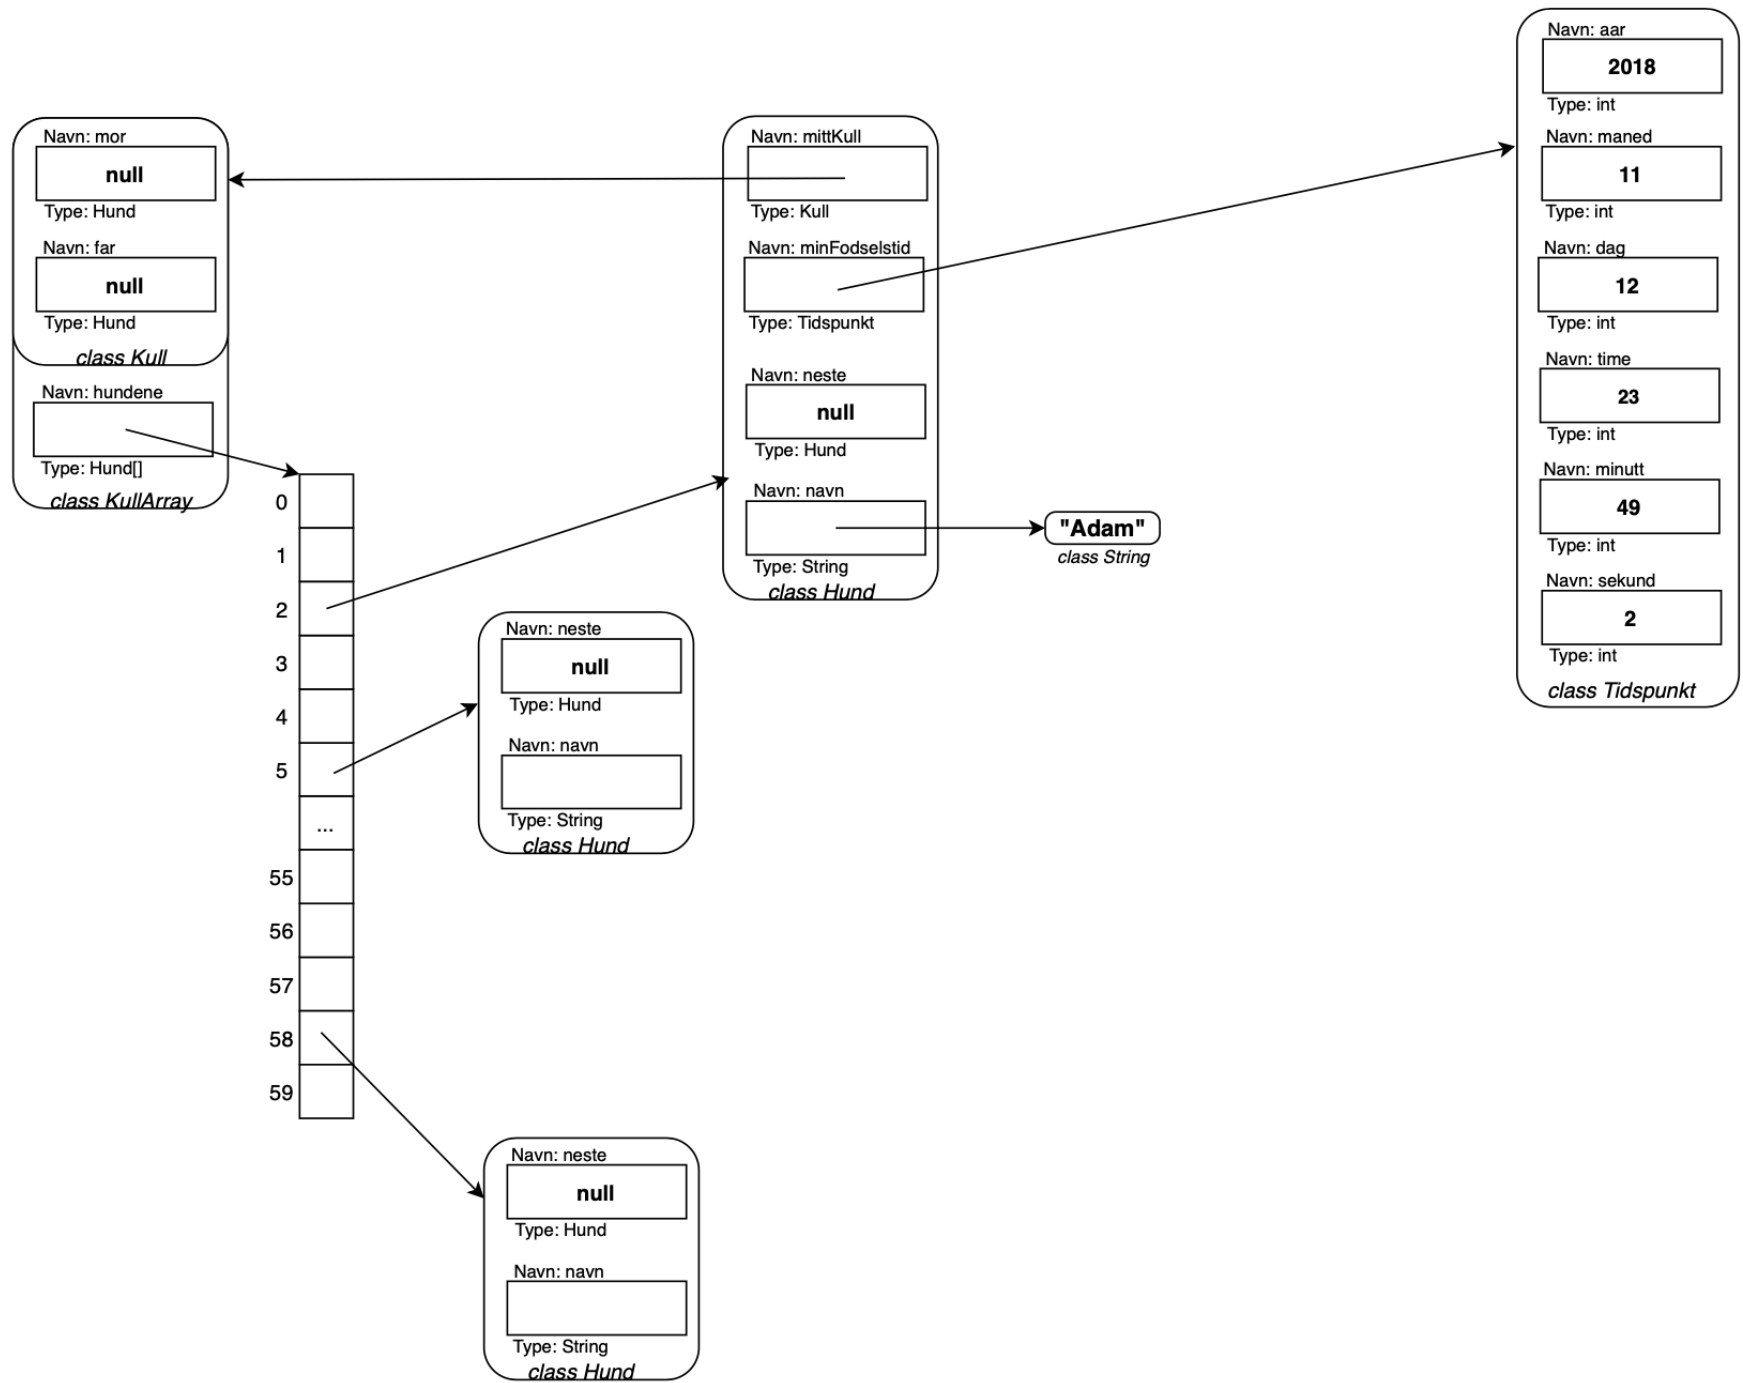 Navn: mor
null
Type: Hund
Navn: far
null
Type: Hund
class Kull
Navn: hundene
Type: Hund[]
class KullArray
0
1
2
3
4
5
...
55
56
57
58
59
Navn: mittKull
Type: Kull
Navn: minFodselstid
Type: Tidspunkt
Navn: neste
null
Type: Hund
Navn: navn
Type: String
class Hund
"Adam"
class String
Navn: neste
null
Type: Hund
Navn: navn
Type: String
class Hund
Navn: neste
null
Type: Hund
Navn: navn
Type: String
class Hund
Navn: aar
2018
Type: int
Navn: maned
11
Type: int
Navn: dag
12
Type: int
Navn: time
23
Type: int
Navn: minutt
49
Type: int
Navn: sekund
2
Type: int
class Tidspunkt